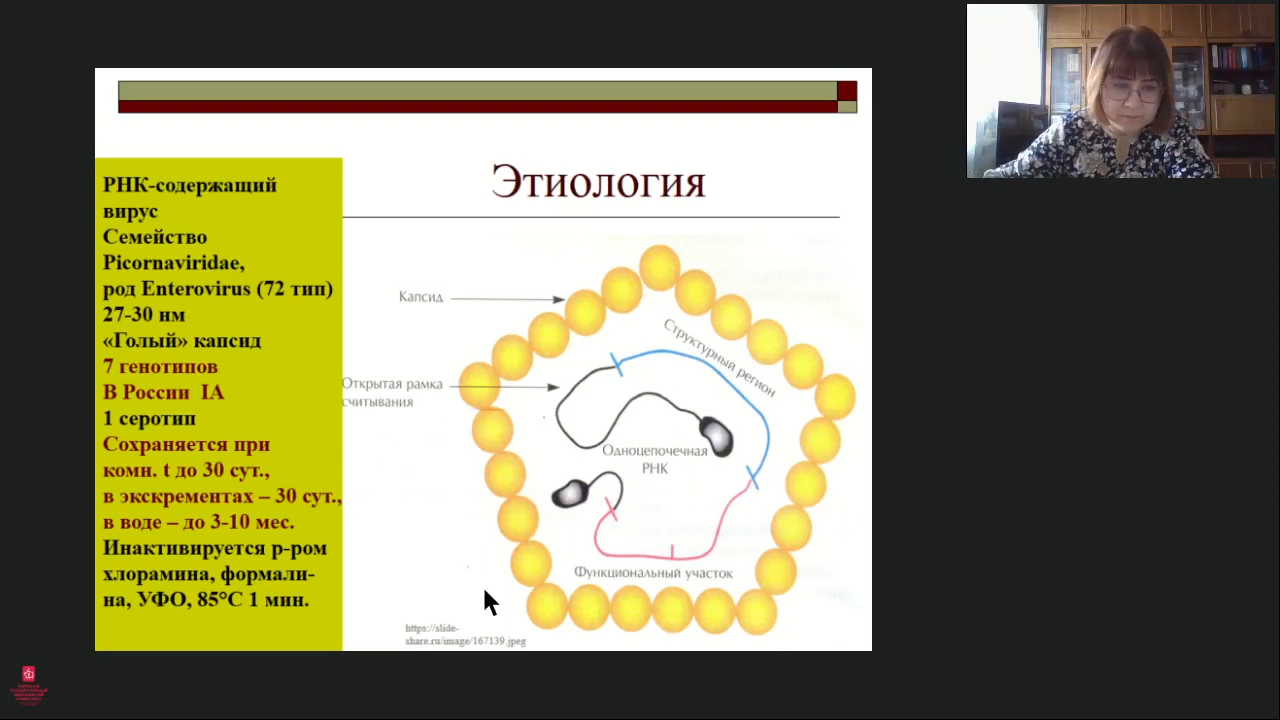 Этиология
РНК-содержащий
вирус
Семейство
Picornaviridae,
род Enterovirus (72 тип)
27-30 нм
«Голый» капсид
7 генотипов
В России IA
1 серотип
Сохраняется при
комн. t до 30 сут.,
в экскрементах – 30 сут.,
в воде – до 3-10 мес.
Инактивируется р-ром
хлорамина, формали-
на, УФО, 85°С 1 мин.
Капсид
Структурный регион
Открытая рамка
считывания
Одноцепочечная
РНК
Функциональный участок
https://slide-
share.ru/image/167139.jpeg